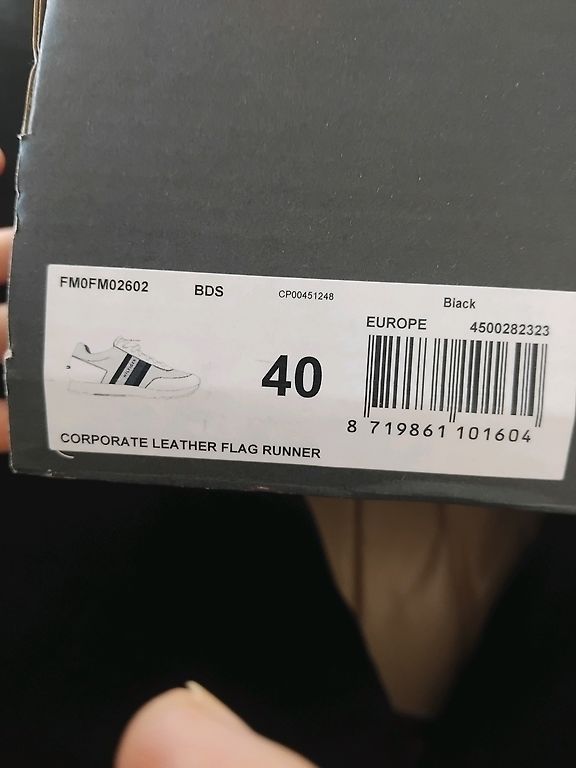 FM0FM02602 BDS CP00451248 Black
EUROPE 4500282323
40
8 719861 101604
CORPORATE LEATHER FLAG RUNNER